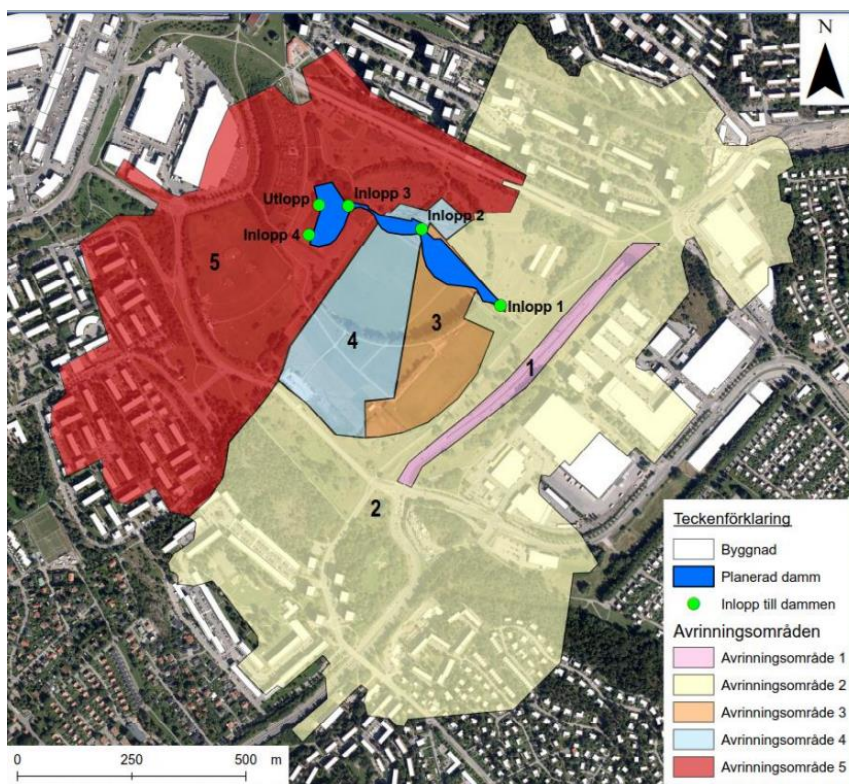 N
Utlopp
Inlopp 3
Inlopp 2
Inlopp 4
5
Inlopp 1
3
4
1
2
Teckenförklaring
Byggnad
Planerad damm
Inlopp till dammen
Avrinningsområden
Avrinningsområde 1
Avrinningsområde 2
Avrinningsområde 3
Avrinningsområde 4
Avrinningsområde 5
0 250 500 m